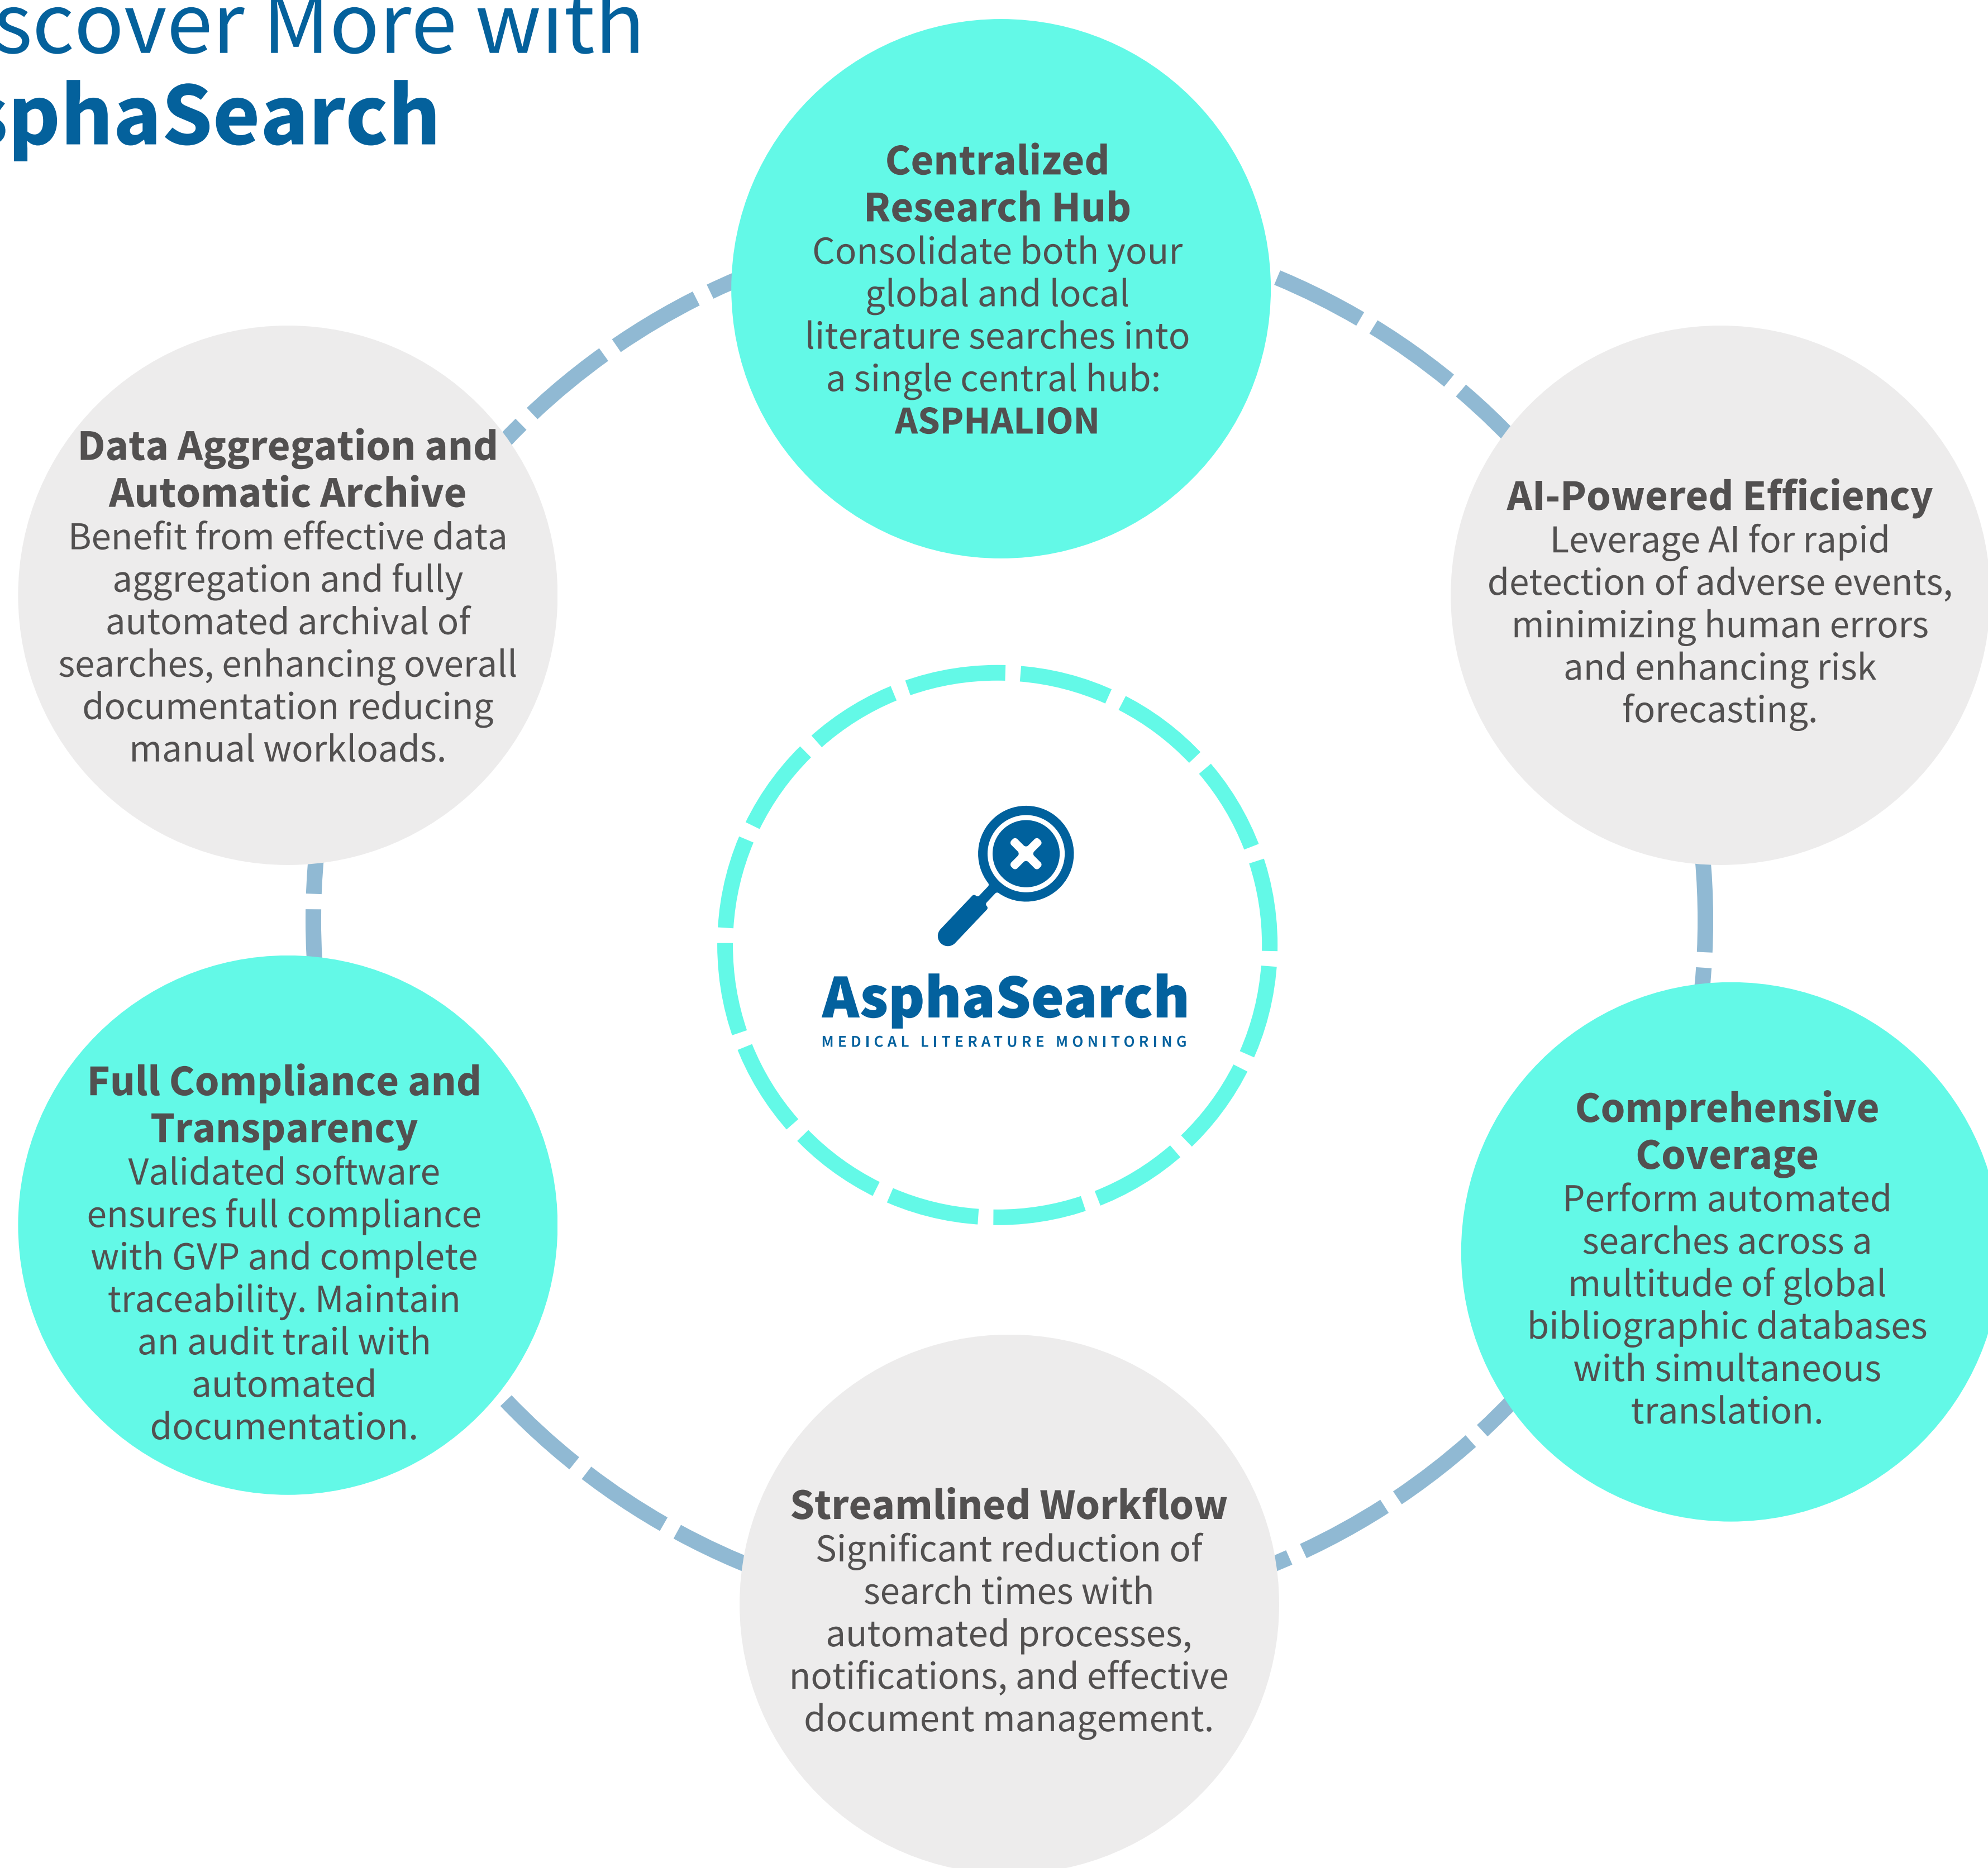 scover More with
sphaSearch
Centralized
Research Hub
Consolidate both your
global and local
literature searches into
a single central hub:
ASPHALION
AI-Powered Efficiency
Leverage AI for rapid
detection of adverse events,
minimizing human errors
and enhancing risk
forecasting.
Comprehensive
Coverage
Perform automated
searches across a
multitude of global
bibliographic databases
with simultaneous
translation.
Streamlined Workflow
Significant reduction of
search times with
automated processes,
notifications, and effective
document management.
Full Compliance and
Transparency
Validated software
ensures full compliance
with GVP and complete
traceability. Maintain
an audit trail with
automated
documentation.
Data Aggregation and
Automatic Archive
Benefit from effective data
aggregation and fully
automated archival of
searches, enhancing overall
documentation reducing
manual workloads.
AsphaSearch
MEDICAL LITERATURE MONITORING